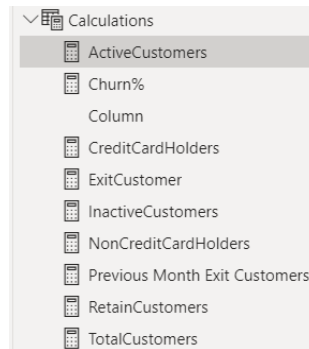 Calculations
ActiveCustomers
Churn%
Column
CreditCardHolders
ExitCustomer
InactiveCustomers
NonCreditCardHolders
Previous Month Exit Customers
RetainCustomers
TotalCustomers